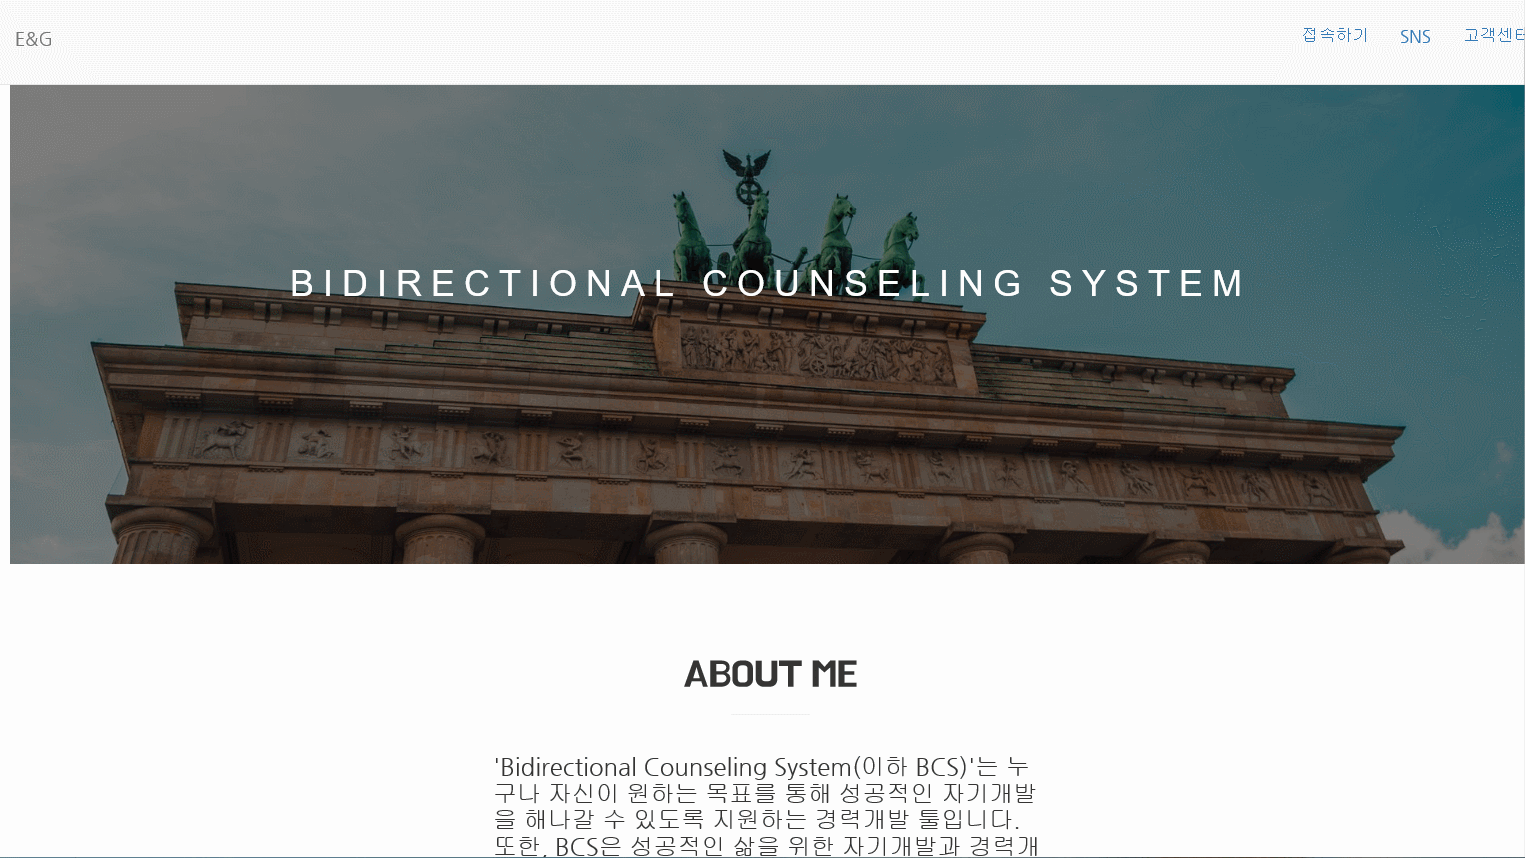 E&G
접속하기 SNS 고객센터
BIDIRECTIONAL COUNSELING SYSTEM
ABOUT ME
'Bidirectional Counseling System(이하 BCS)'는 누
구나 자신이 원하는 목표를 통해 성공적인 자기개발
을 해나갈 수 있도록 지원하는 경력개발 툴입니다.
또한, BCS은 성공적인 삶을 위한 자기개발과 경력개